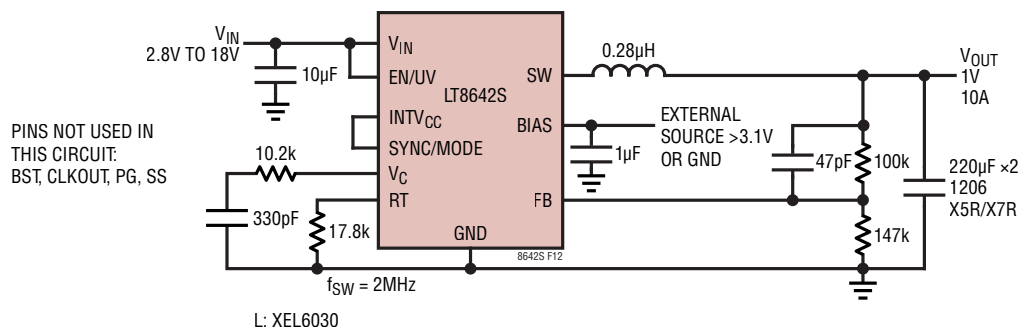 VIN
2.8V TO 18V
10µF
VIN
EN/UV
LT8642S
INTVCC
SYNC/MODE
VC
RT
GND
SW
BIAS
FB
0.28µH
VOUT
1V
10A
EXTERNAL
SOURCE >3.1V
OR GND
1µF
47pF
100k
220µF ×2
1206
X5R/X7R
147k
PINS NOT USED IN
THIS CIRCUIT:
BST, CLKOUT, PG, SS
10.2k
330pF
17.8k
8642S F12
fSW = 2MHz
L: XEL6030